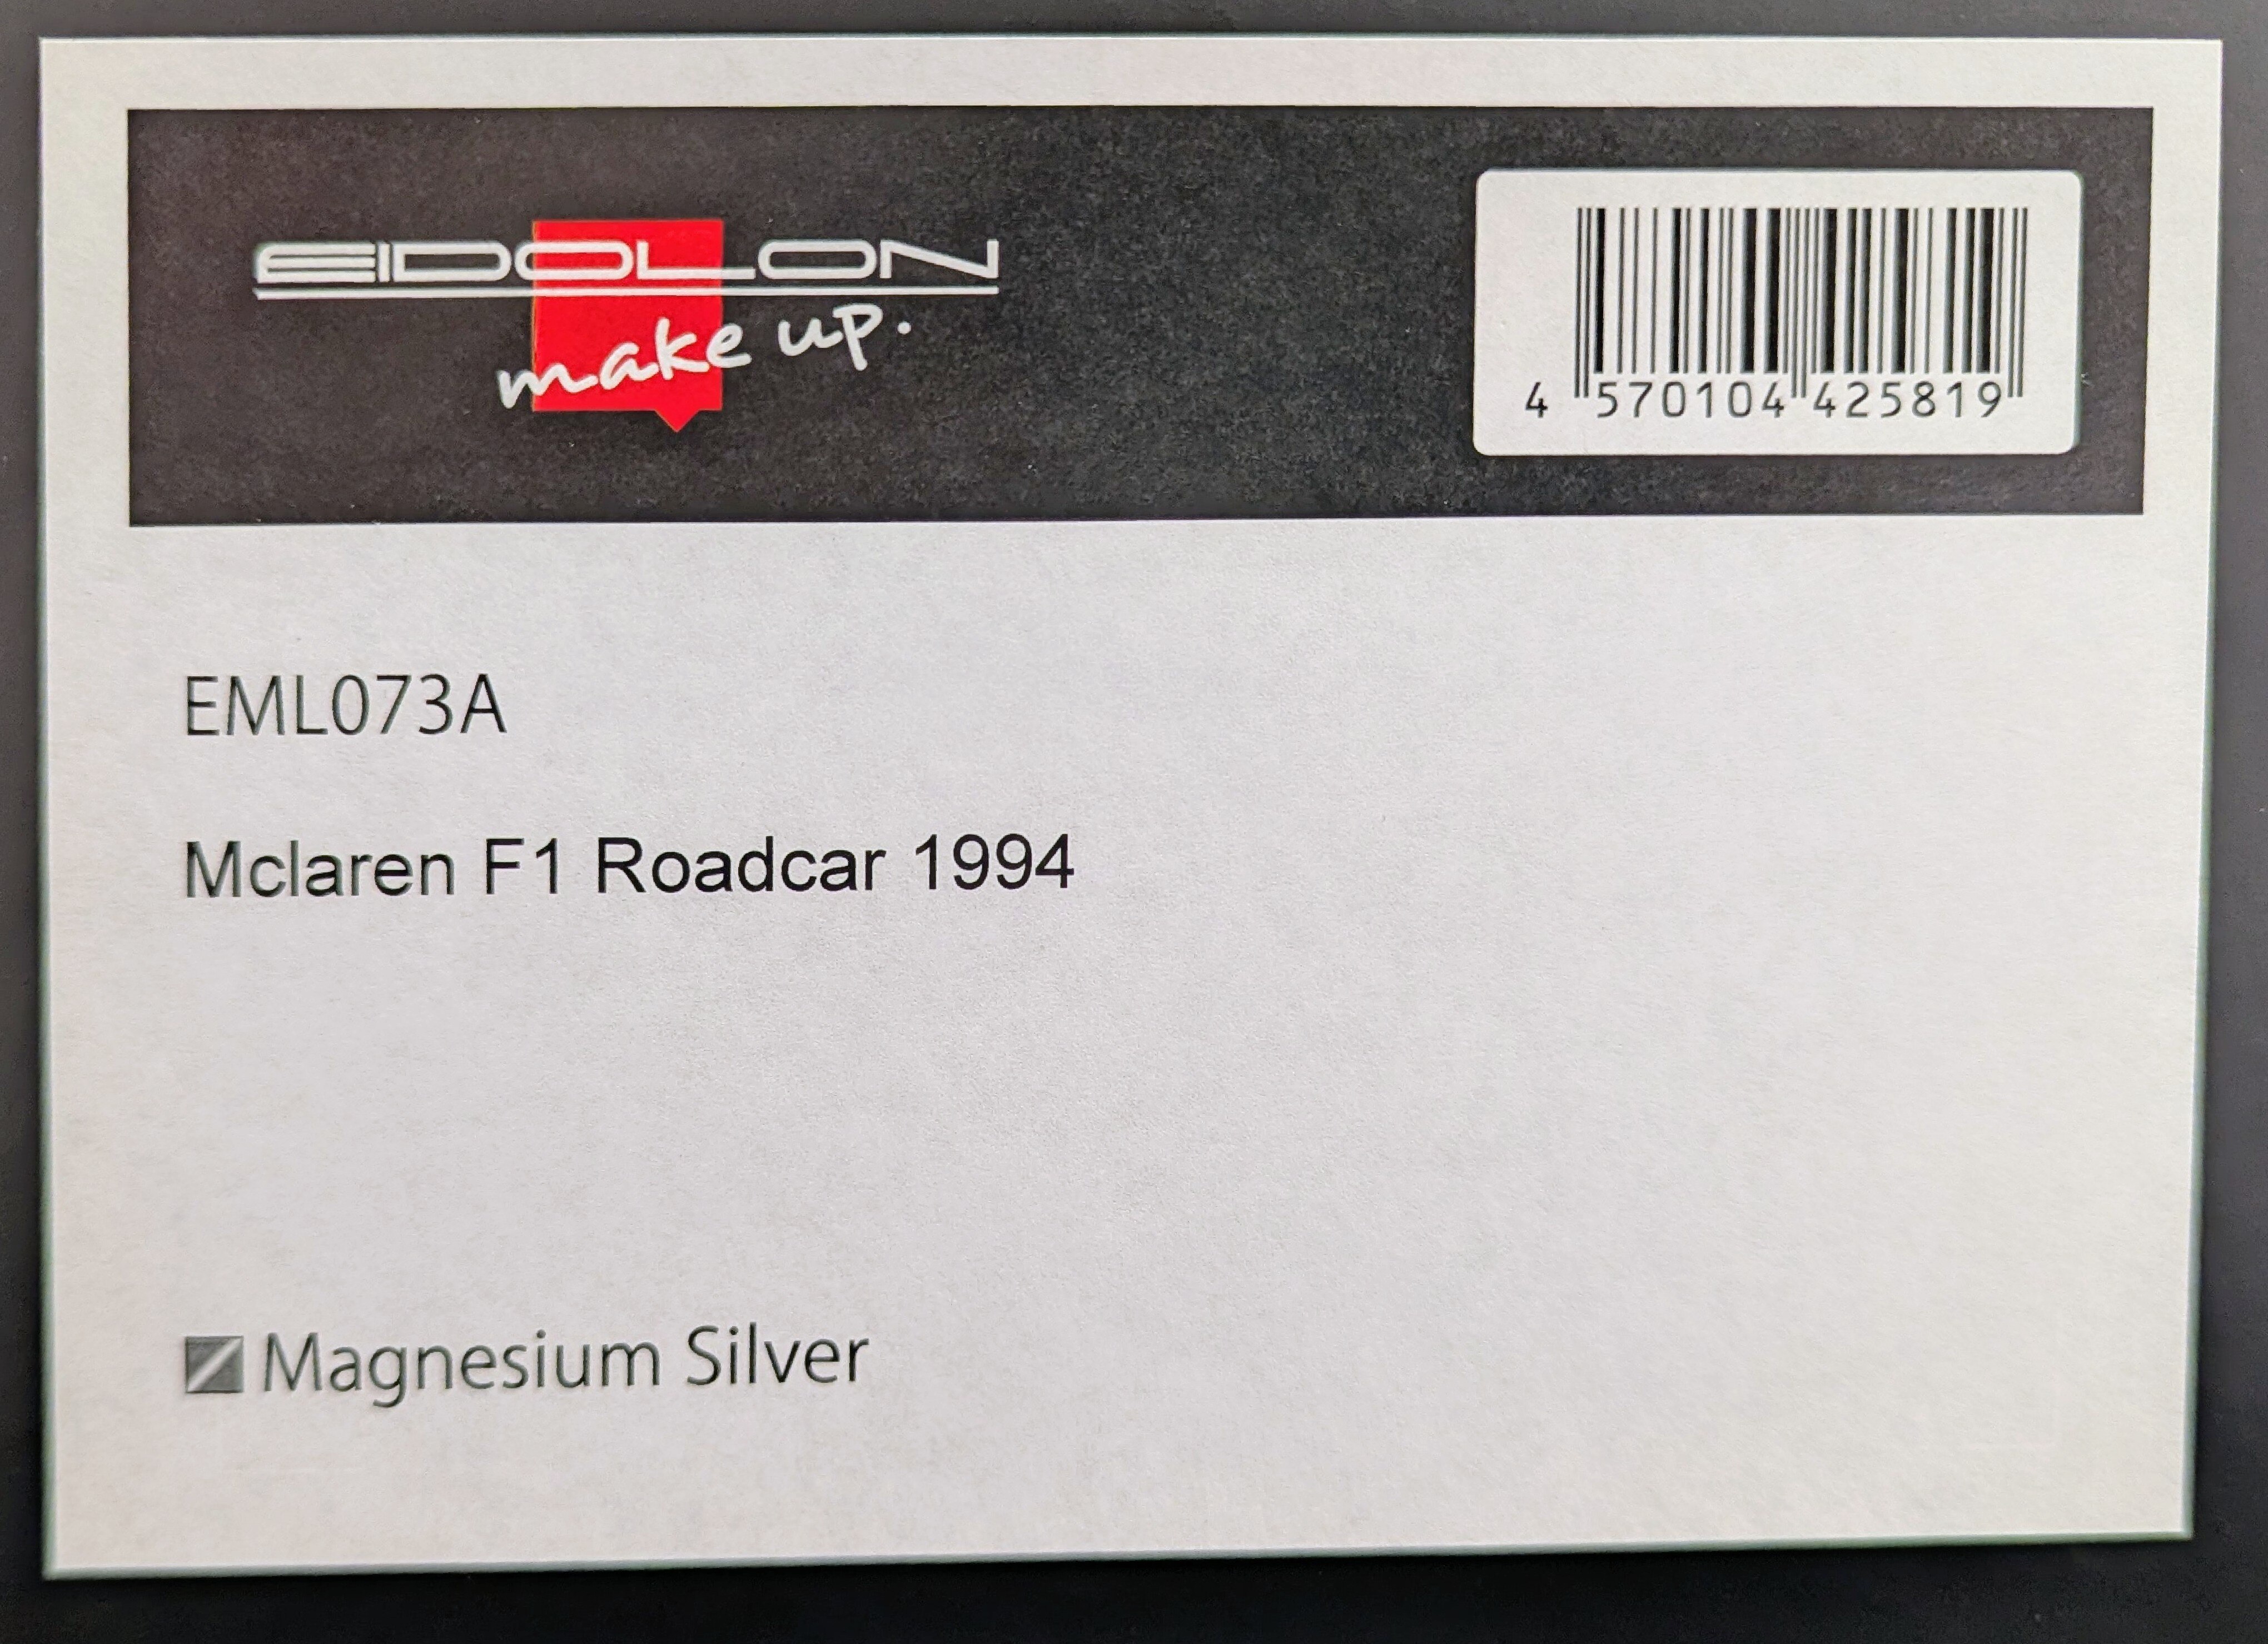 EIDOLON
make up.
4 570104 425819
EML073A
Mclaren F1 Roadcar 1994
Magnesium Silver